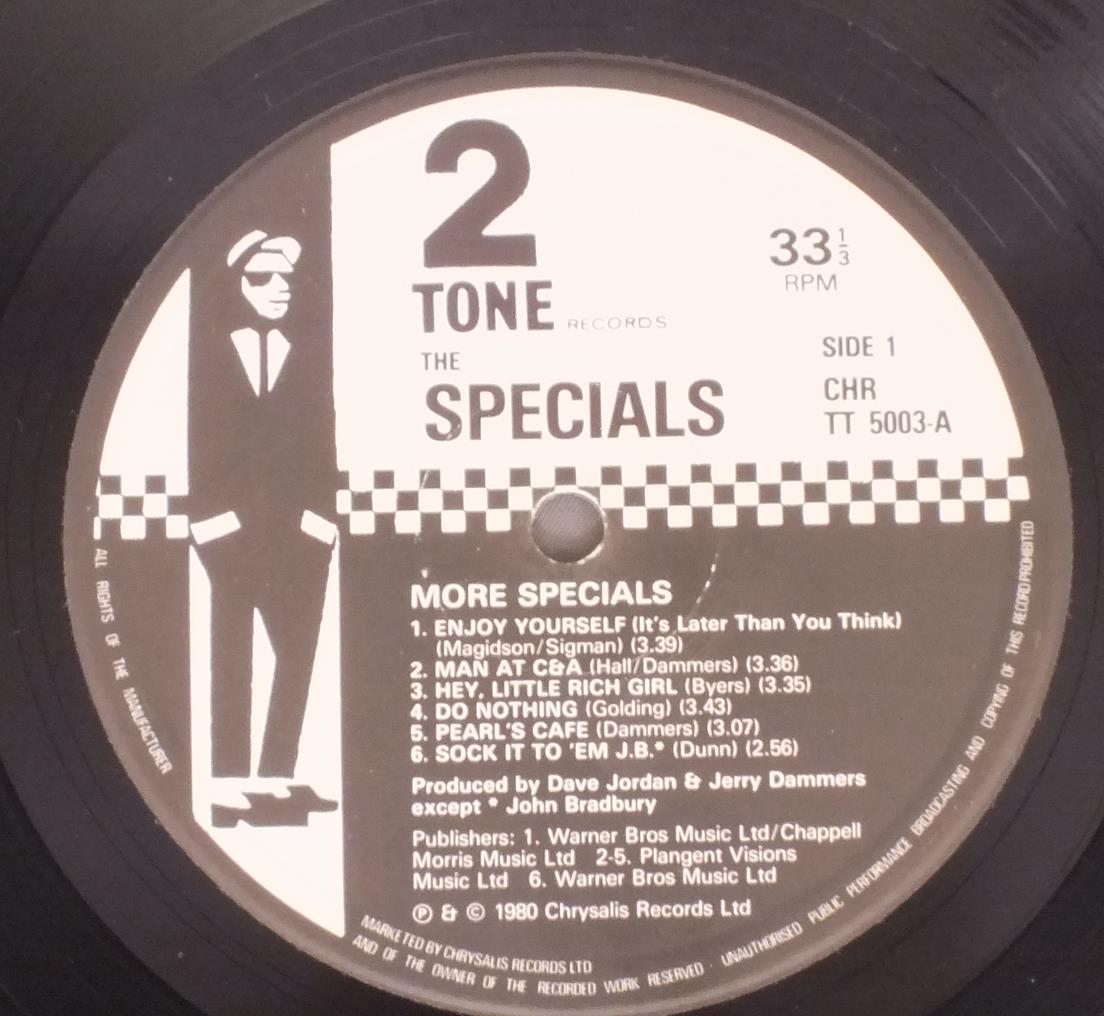 2
TONE RECORDS
33 1/3
RPM
THE
SPECIALS
SIDE 1
CHR
TT 5003-A
MORE SPECIALS
1. ENJOY YOURSELF (It's Later Than You Think)
(Magidson/Sigman) (3.39)
2. MAN AT C&A (Hall/Dammers) (3.36)
3. HEY, LITTLE RICH GIRL (Byers) (3.35)
4. DO NOTHING (Golding) (3.43)
5. PEARL'S CAFE (Dammers) (3.07)
6. SOCK IT TO 'EM J.B.* (Dunn) (2.56)
Produced by Dave Jordan & Jerry Dammers
except * John Bradbury
Publishers: 1. Warner Bros Music Ltd/Chappell
Morris Music Ltd 2-5. Plangent Visions
Music Ltd 6. Warner Bros Music Ltd
℗ & © 1980 Chrysalis Records Ltd
MARKETED BY CHRYSALIS RECORDS LTD
ALL RIGHTS OF THE MANUFACTURER
AND OF THE OWNER OF THE RECORDED WORK RESERVED · UNAUTHORISED PUBLIC PERFORMANCE BROADCASTING AND COPYING OF THIS RECORD PROHIBITED